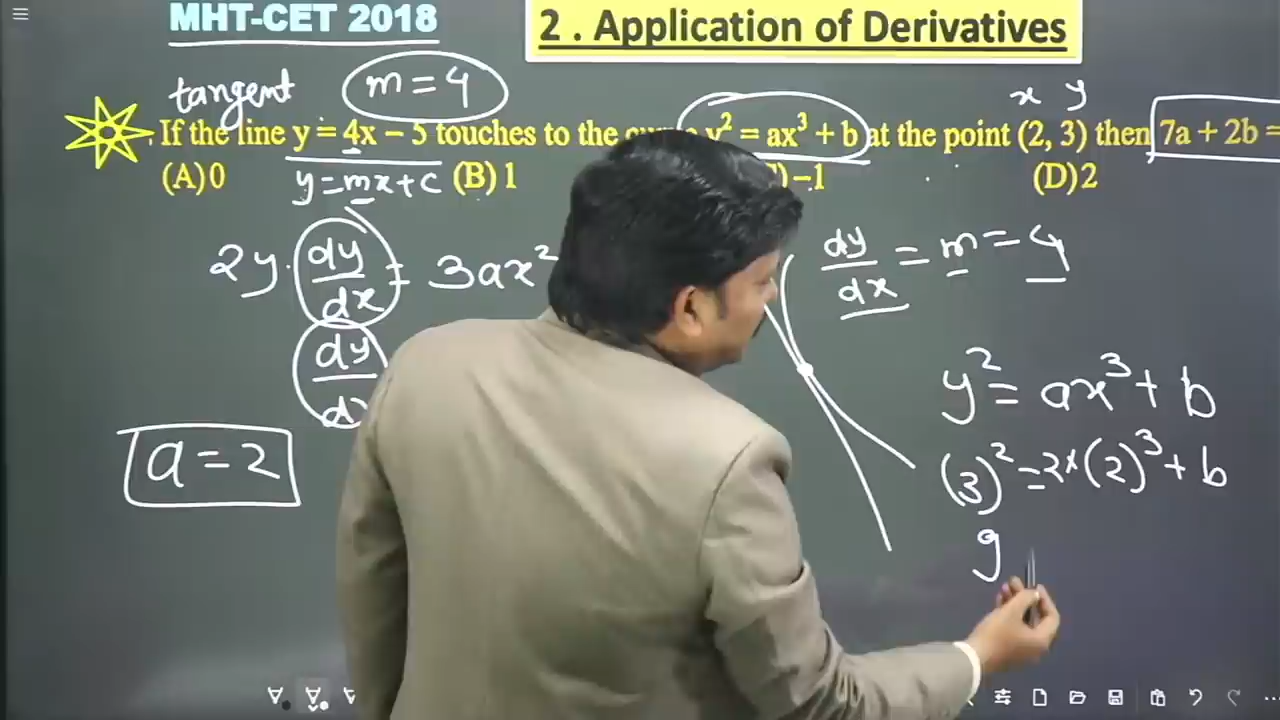 MHT-CET 2018
2 . Application of Derivatives
tangent m = 4 x y
If the line y = 4x – 5 touches to the y² = ax³ + b at the point (2, 3) then 7a + 2b =
(A) 0 (B) 1 –1 (D) 2
y = mx + c
2y · dy/dx = 3ax²
dy/dx = m = 4
dy
y² = ax³ + b
a = 2
(3)² = 2 × (2)³ + b
9